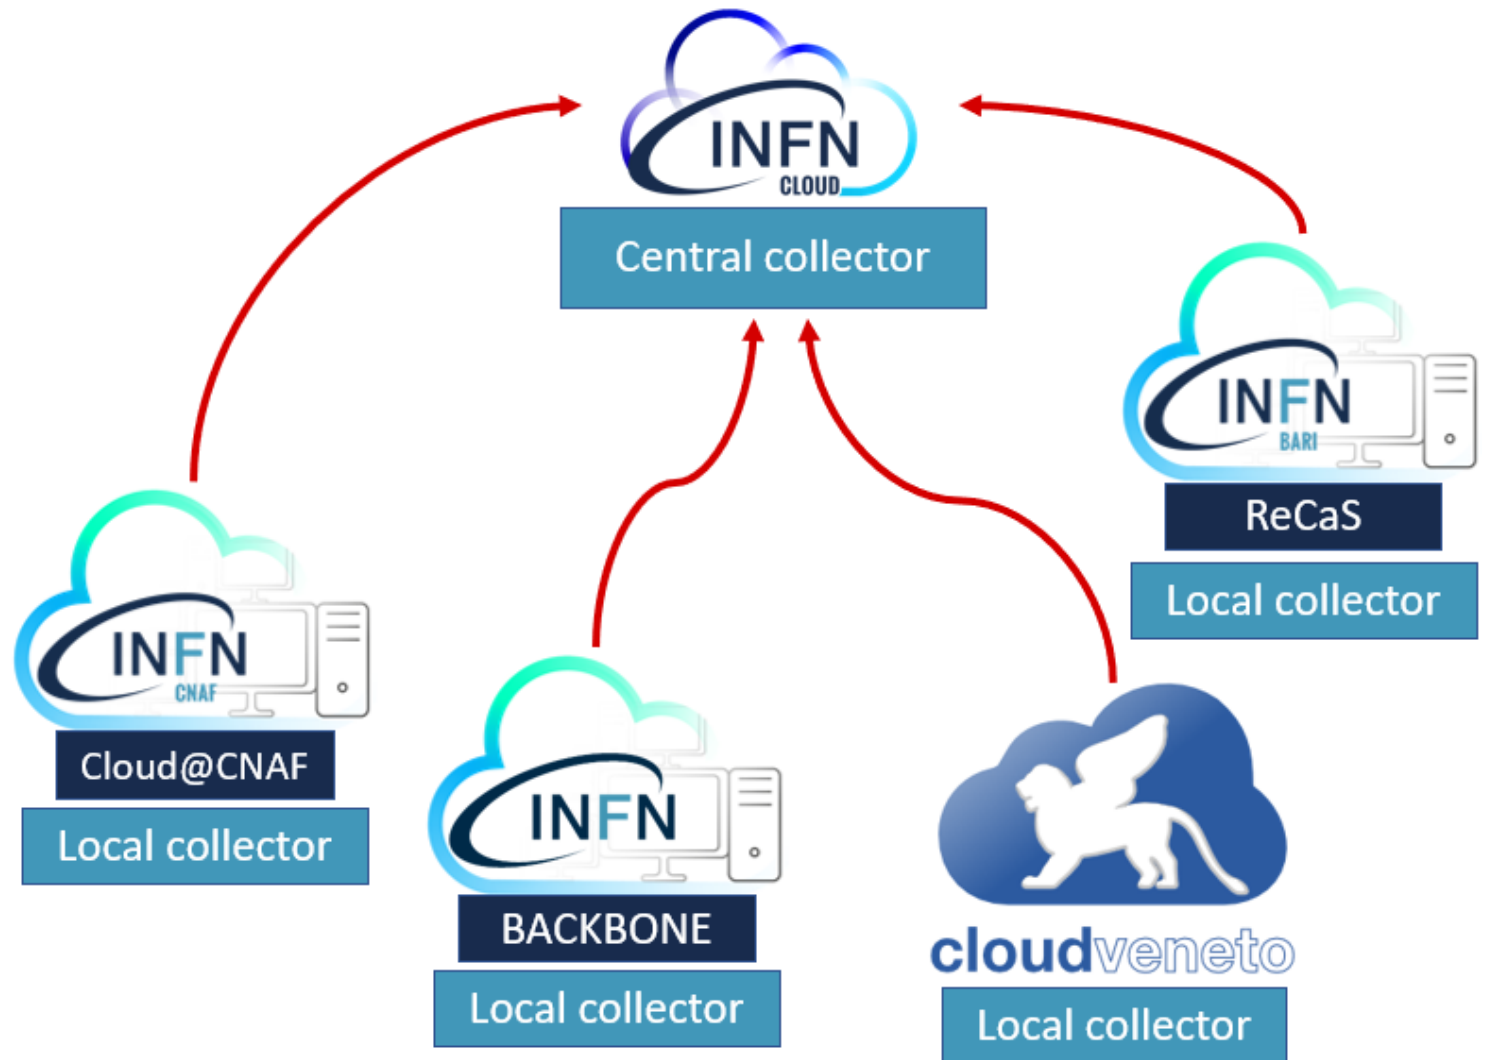 INFN
CLOUD
Central collector
INFN
BARI
ReCaS
Local collector
INFN
CNAF
Cloud@CNAF
Local collector
INFN
BACKBONE
Local collector
cloudveneto
Local collector